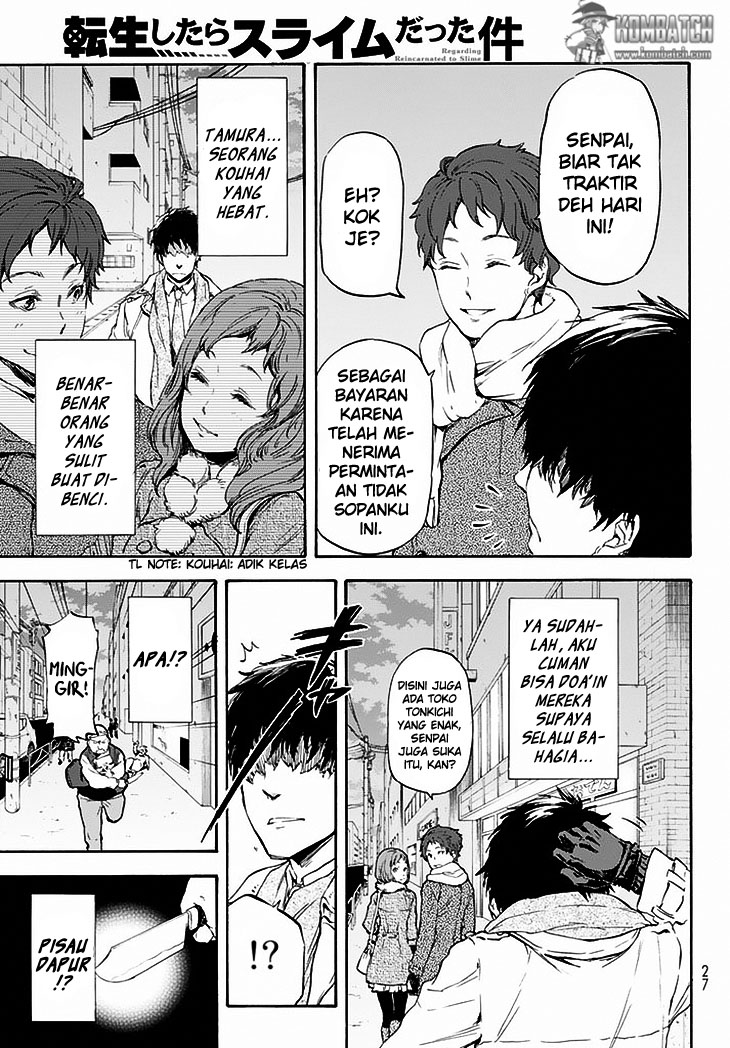 転生したらスライムだった件
Regarding
Reincarnated to Slime
KOMBATCH
www.kombatch.com
SENPAI,
BIAR TAK
TRAKTIR
DEH HARI
INI!
EH?
KOK
JE?
SEBAGAI
BAYARAN
KARENA
TELAH ME-
NERIMA
PERMINTA-
AN TIDAK
SOPANKU
INI.
TAMURA...
SEORANG
KOUHAI
YANG
HEBAT.
BENAR-
BENAR
ORANG
YANG
SULIT
BUAT DI-
BENCI.
TL NOTE: KOUHAI: ADIK KELAS
YA SUDAH-
LAH, AKU
CUMAN
BISA DOA'IN
MEREKA
SUPAYA
SELALU BA-
HAGIA...
DISINI JUGA
ADA TOKO
TONKICHI
YANG ENAK,
SENPAI
JUGA SUKA
ITU, KAN?
!?
APA!?
MING-
GIR!
PISAU
DAPUR
!?
27